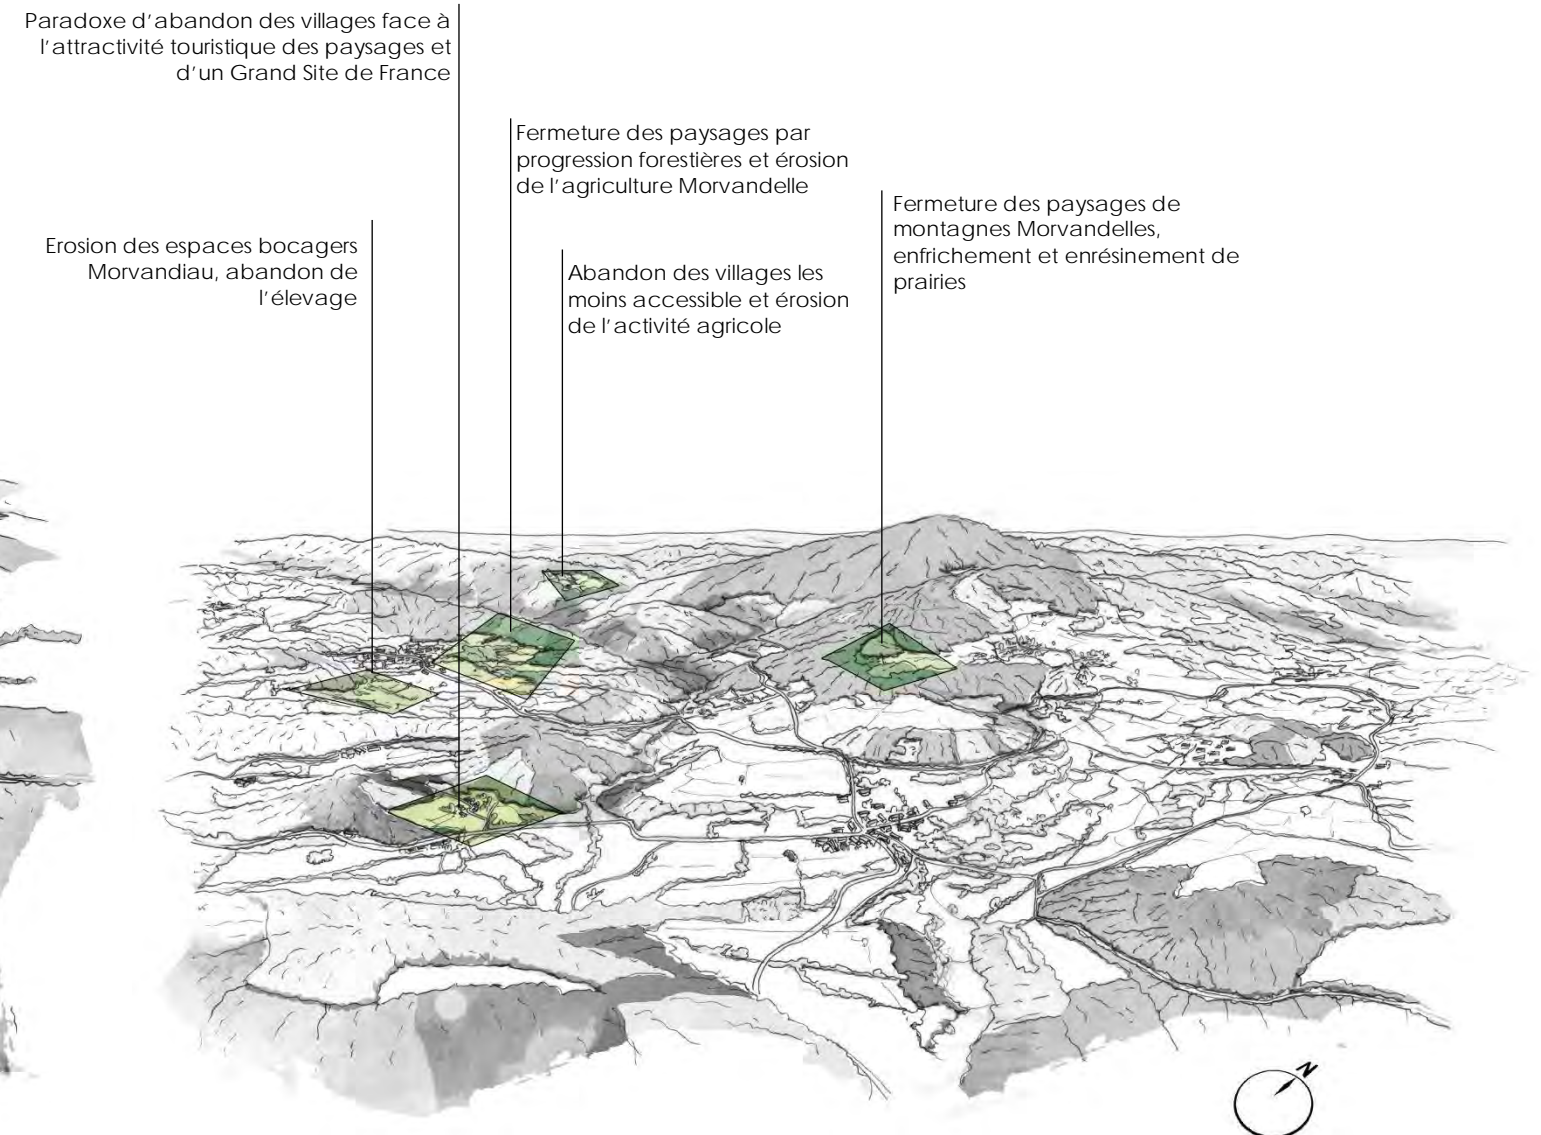 Paradoxe d'abandon des villages face à
l'attractivité touristique des paysages et
d'un Grand Site de France
Fermeture des paysages par
progression forestières et érosion
de l'agriculture Morvandelle
Fermeture des paysages de
montagnes Morvandelles,
enfrichement et enrésinement de
prairies
Erosion des espaces bocagers
Morvandiau, abandon de
l'élevage
Abandon des villages les
moins accessible et érosion
de l'activité agricole
N